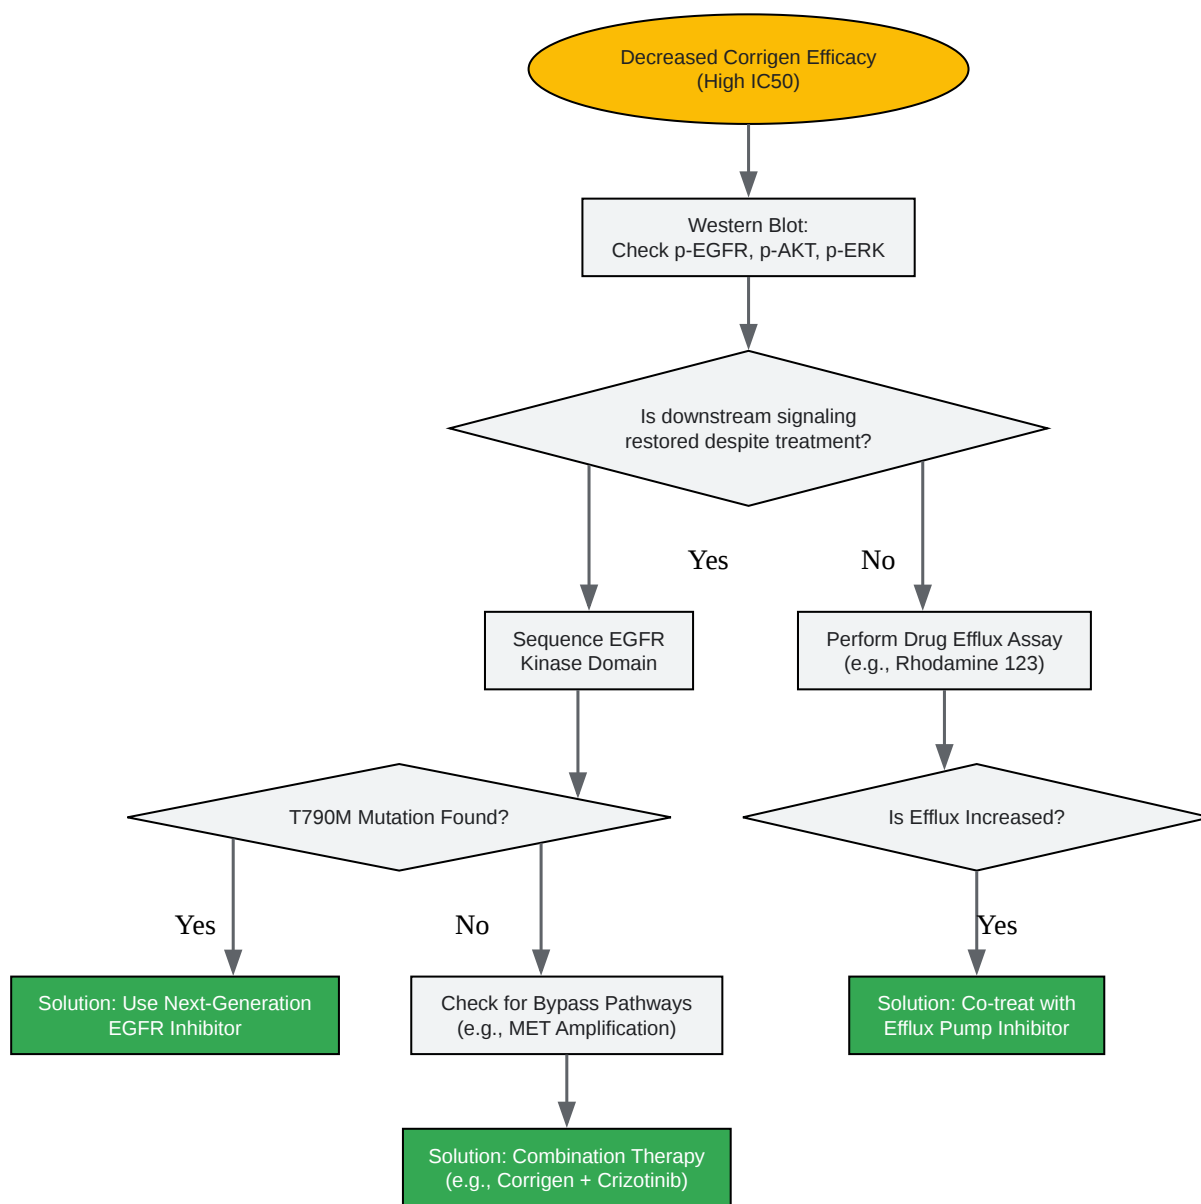 Decreased Corrigen Efficacy
(High IC50)
Western Blot:
Check p-EGFR, p-AKT, p-ERK
Is downstream signaling
restored despite treatment?
Yes
No
Sequence EGFR
Kinase Domain
Perform Drug Efflux Assay
(e.g., Rhodamine 123)
T790M Mutation Found?
Is Efflux Increased?
Yes
No
Yes
Solution: Use Next-Generation
EGFR Inhibitor
Check for Bypass Pathways
(e.g., MET Amplification)
Solution: Co-treat with
Efflux Pump Inhibitor
Solution: Combination Therapy
(e.g., Corrigen + Crizotinib)